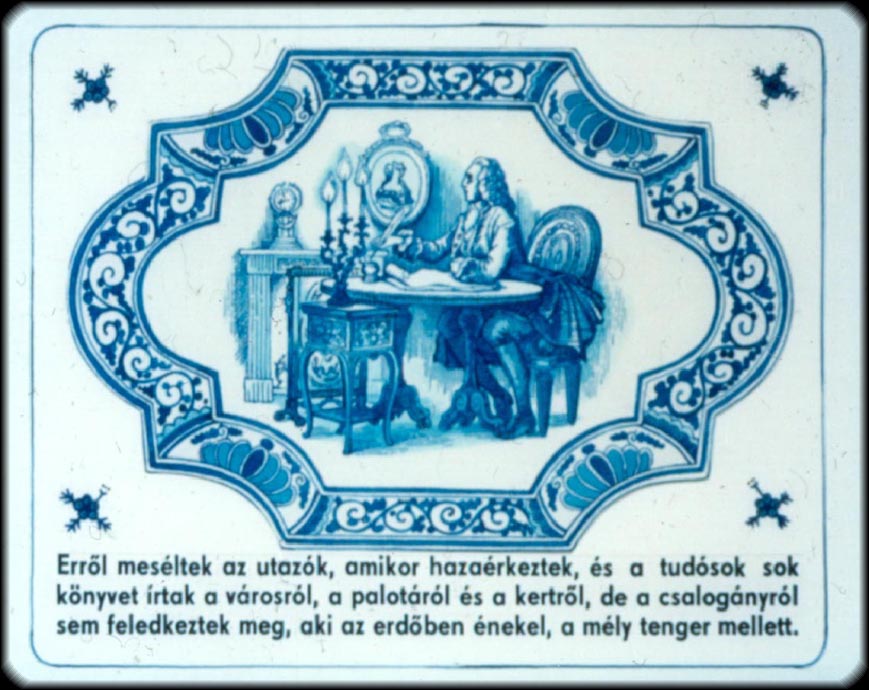 Erről meséltek az utazók, amikor hazaérkeztek, és a tudósok sok
könyvet írtak a városról, a palotáról és a kertről, de a csalogányról
sem feledkeztek meg, aki az erdőben énekel, a mély tenger mellett.